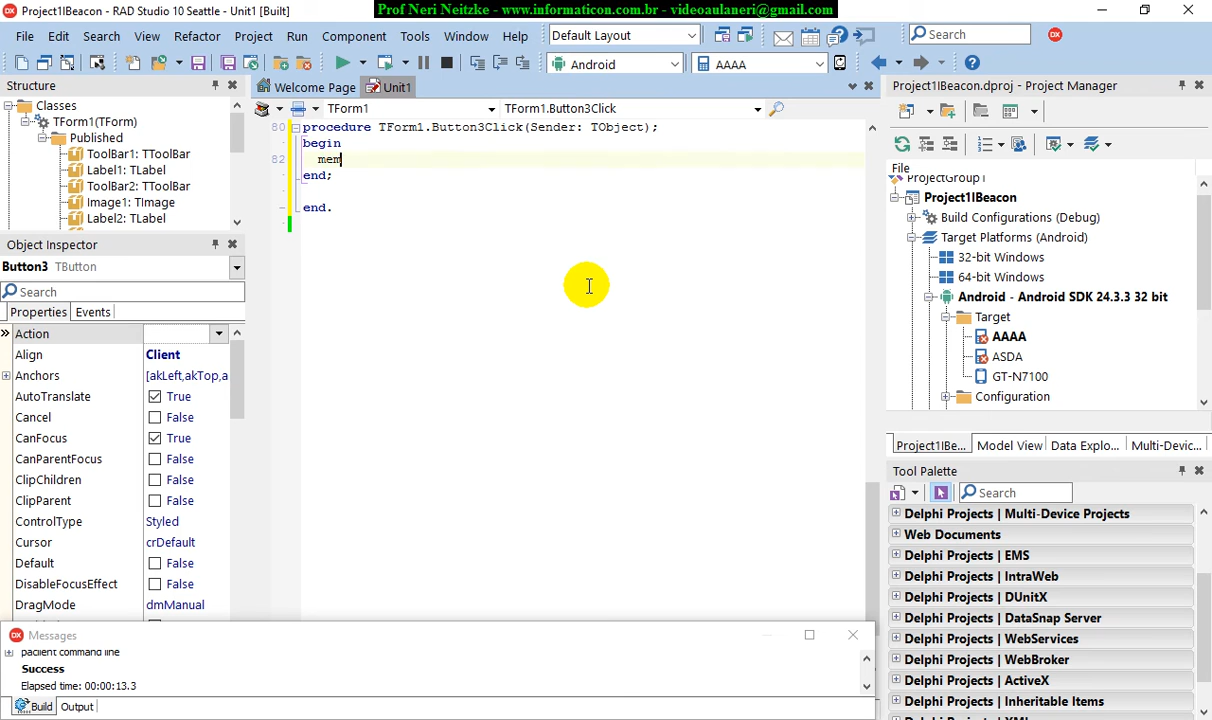 Prof Neri Neitzke - www.informaticon.com.br - videoaulaneri@gmail.com
Project1IBeacon - RAD Studio 10 Seattle - Unit1 [Built]
File Edit Search View Refactor Project Run Component Tools Window Help Default Layout Search
Android AAAA
Structure
Classes
TForm1(TForm)
Published
ToolBar1: TToolBar
Label1: TLabel
ToolBar2: TToolBar
Image1: TImage
Label2: TLabel
Object Inspector
Button3 TButton
Search
Properties Events
Action
Align Client
Anchors [akLeft,akTop,a
AutoTranslate True
Cancel False
CanFocus True
CanParentFocus False
ClipChildren False
ClipParent False
ControlType Styled
Cursor crDefault
Default False
DisableFocusEffect False
DragMode dmManual
Welcome Page Unit1
TForm1 TForm1.Button3Click
80 procedure TForm1.Button3Click(Sender: TObject);
begin
82 mem
end;
end.
Messages
paclient command line
Success
Elapsed time: 00:00:13.3
Build Output
Project1IBeacon.dproj - Project Manager
File
ProjectGroup1
Project1IBeacon
Build Configurations (Debug)
Target Platforms (Android)
32-bit Windows
64-bit Windows
Android - Android SDK 24.3.3 32 bit
Target
AAAA
ASDA
GT-N7100
Configuration
Project1IBe... Model View Data Explo... Multi-Devic...
Tool Palette
Search
Delphi Projects | Multi-Device Projects
Web Documents
Delphi Projects | EMS
Delphi Projects | IntraWeb
Delphi Projects | DUnitX
Delphi Projects | DataSnap Server
Delphi Projects | WebServices
Delphi Projects | WebBroker
Delphi Projects | ActiveX
Delphi Projects | Inheritable Items